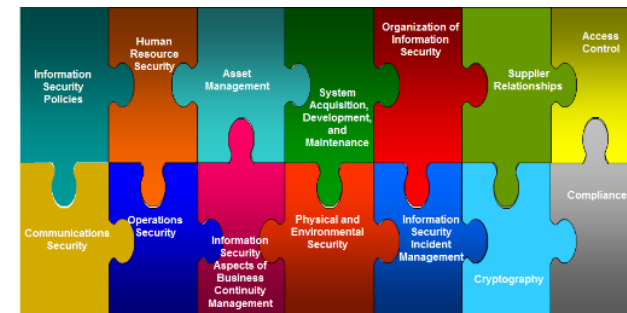 Information
Security
Policies
Human
Resource
Security
Asset
Management
System
Acquisition,
Development,
and
Maintenance
Organization of
Information
Security
Supplier
Relationships
Access
Control
Communications
Security
Operations
Security
Information
Security
Aspects of
Business
Continuity
Management
Physical and
Environmental
Security
Information
Security
Incident
Management
Cryptography
Compliance